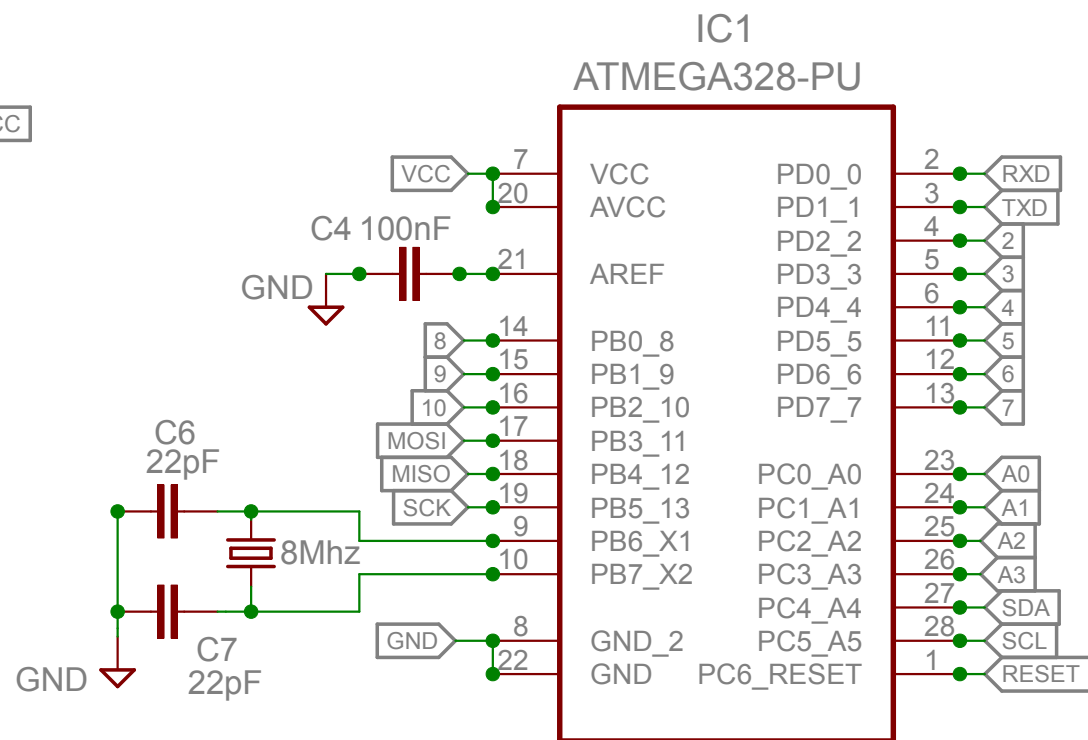 IC1
ATMEGA328-PU
CC
VCC 7 VCC PD0_0 2 RXD
20 AVCC PD1_1 3 TXD
C4 100nF PD2_2 4 2
GND 21 AREF PD3_3 5 3
PD4_4 6 4
8 14 PB0_8 PD5_5 11 5
9 15 PB1_9 PD6_6 12 6
10 16 PB2_10 PD7_7 13 7
MOSI 17 PB3_11
MISO 18 PB4_12 PC0_A0 23 A0
SCK 19 PB5_13 PC1_A1 24 A1
C6
22pF
9 PB6_X1 PC2_A2 25 A2
8Mhz
10 PB7_X2 PC3_A3 26 A3
PC4_A4 27 SDA
GND 8 GND_2 PC5_A5 28 SCL
22 GND PC6_RESET 1 RESET
C7
22pF
GND